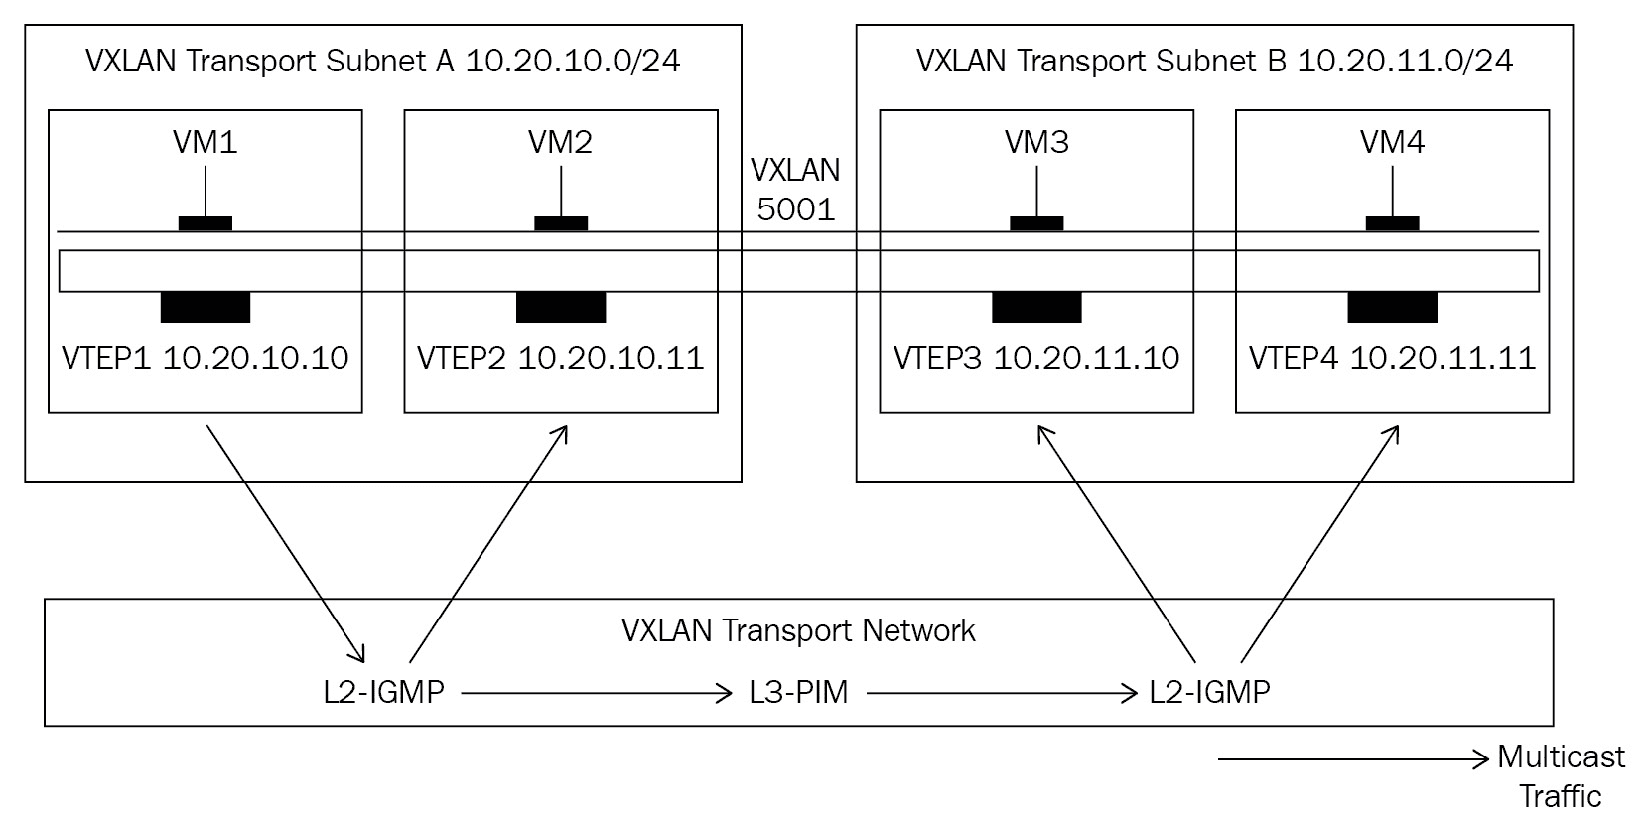 VXLAN Transport Subnet A 10.20.10.0/24
VXLAN Transport Subnet B 10.20.11.0/24
VM1
VM2
VXLAN
5001
VM3
VM4
VTEP1 10.20.10.10
VTEP2 10.20.10.11
VTEP3 10.20.11.10
VTEP4 10.20.11.11
VXLAN Transport Network
L2-IGMP
L3-PIM
L2-IGMP
Multicast
Traffic